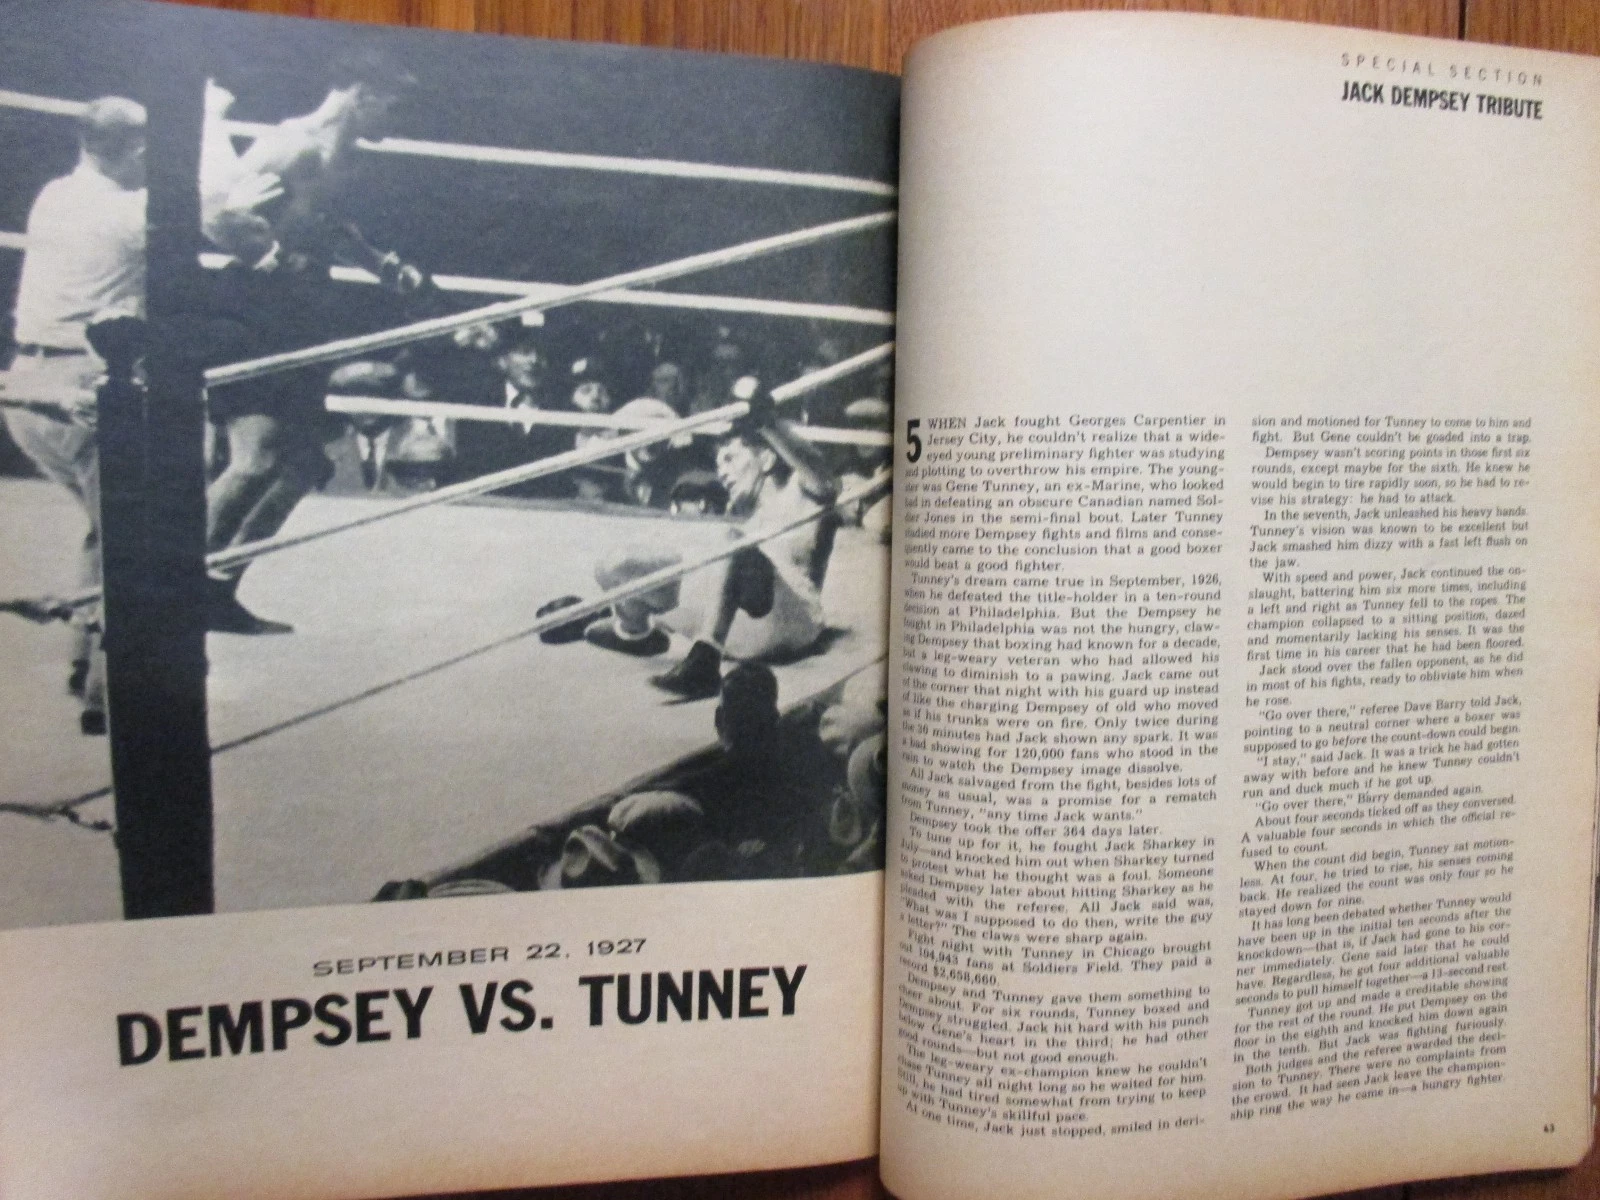 SEPTEMBER 22, 1927
DEMPSEY VS. TUNNEY
SPECIAL SECTION
JACK DEMPSEY TRIBUTE
5 WHEN Jack fought Georges Carpentier in
Jersey City, he couldn't realize that a wide-
eyed young preliminary fighter was studying
and plotting to overthrow his empire. The young-
ster was Gene Tunney, an ex-Marine, who looked
bad in defeating an obscure Canadian named Sol-
dier Jones in the semi-final bout. Later Tunney
studied more Dempsey fights and films and conse-
quently came to the conclusion that a good boxer
would beat a good fighter.
Tunney's dream came true in September, 1926,
when he defeated the title-holder in a ten-round
decision at Philadelphia. But the Dempsey he
fought in Philadelphia was not the hungry, claw-
ing Dempsey that boxing had known for a decade,
but a leg-weary veteran who had allowed his
clawing to diminish to a pawing. Jack came out
of the corner that night with his guard up instead
of like the charging Dempsey of old who moved
as if his trunks were on fire. Only twice during
the 30 minutes had Jack shown any spark. It was
a bad showing for 120,000 fans who stood in the
rain to watch the Dempsey image dissolve.
All Jack salvaged from the fight, besides lots of
money as usual, was a promise for a rematch
from Tunney, "any time Jack wants."
Dempsey took the offer 364 days later.
To tune up for it, he fought Jack Sharkey in
July—and knocked him out when Sharkey turned
to protest what he thought was a foul. Someone
asked Dempsey later about hitting Sharkey as he
pleaded with the referee. All Jack said was,
"What was I supposed to do then, write the guy
a letter?" The claws were sharp again.
Fight night with Tunney in Chicago brought
out 104,943 fans at Soldiers Field. They paid a
record $2,658,660.
Dempsey and Tunney gave them something to
cheer about. For six rounds, Tunney boxed and
Dempsey struggled. Jack hit hard with his punch
below Gene's heart in the third; he had other
good rounds—but not good enough.
The leg-weary ex-champion knew he couldn't
chase Tunney all night long so he waited for him.
Still, he had tired somewhat from trying to keep
up with Tunney's skillful pace.
At one time, Jack just stopped, smiled in deri-
sion and motioned for Tunney to come to him and
fight. But Gene couldn't be goaded into a trap.
Dempsey wasn't scoring points in those first six
rounds, except maybe for the sixth. He knew he
would begin to tire rapidly soon, so he had to re-
vise his strategy: he had to attack.
In the seventh, Jack unleashed his heavy hands.
Tunney's vision was known to be excellent but
Jack smashed him dizzy with a fast left flush on
the jaw.
With speed and power, Jack continued the on-
slaught, battering him six more times, including
a left and right as Tunney fell to the ropes. The
champion collapsed to a sitting position, dazed
and momentarily lacking his senses. It was the
first time in his career that he had been floored.
Jack stood over the fallen opponent, as he did
in most of his fights, ready to obliviate him when
he rose.
"Go over there," referee Dave Barry told Jack,
pointing to a neutral corner where a boxer was
supposed to go before the count-down could begin.
"I stay," said Jack. It was a trick he had gotten
away with before and he knew Tunney couldn't
run and duck much if he got up.
"Go over there," Barry demanded again.
About four seconds ticked off as they conversed.
A valuable four seconds in which the official re-
fused to count.
When the count did begin, Tunney sat motion-
less. At four, he tried to rise, his senses coming
back. He realized the count was only four so he
stayed down for nine.
It has long been debated whether Tunney would
have been up in the initial ten seconds after the
knockdown—that is, if Jack had gone to his cor-
ner immediately. Gene said later that he could
have. Regardless, he got four additional valuable
seconds to pull himself together—a 13-second rest.
Tunney got up and made a creditable showing
for the rest of the round. He put Dempsey on the
floor in the eighth and knocked him down again
in the tenth. But Jack was fighting furiously.
Both judges and the referee awarded the deci-
sion to Tunney. There were no complaints from
the crowd. It had seen Jack leave the champion-
ship ring the way he came in—a hungry fighter.
43